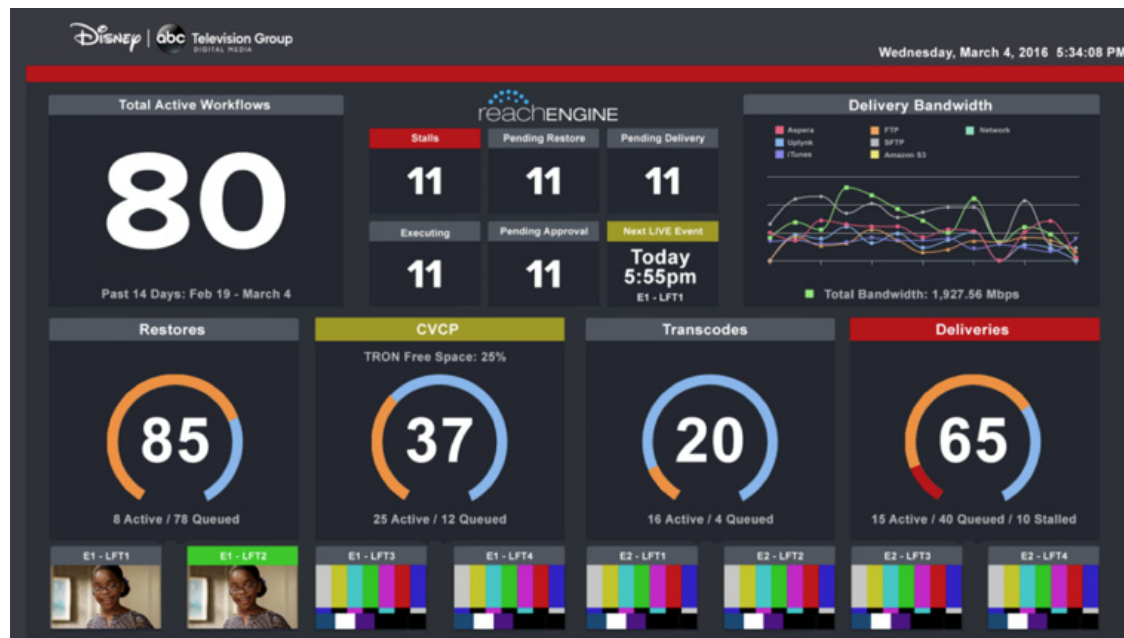 Disney | abc Television Group
DIGITAL MEDIA
Wednesday, March 4, 2016 5:34:08 PM
Total Active Workflows
80
Past 14 Days: Feb 19 - March 4
reachENGINE
Stalls
11
Pending Restore
11
Pending Delivery
11
Executing
11
Pending Approval
11
Next LIVE Event
Today
5:55pm
E1 - LFT1
Delivery Bandwidth
Aspera
FTP
Network
Uplynk
SFTP
iTunes
Amazon S3
Total Bandwidth: 1,927.56 Mbps
Restores
85
8 Active / 78 Queued
CVCP
TRON Free Space: 25%
37
25 Active / 12 Queued
Transcodes
20
16 Active / 4 Queued
Deliveries
65
15 Active / 40 Queued / 10 Stalled
E1 - LFT1
E1 - LFT2
E1 - LFT3
E1 - LFT4
E2 - LFT1
E2 - LFT2
E2 - LFT3
E2 - LFT4